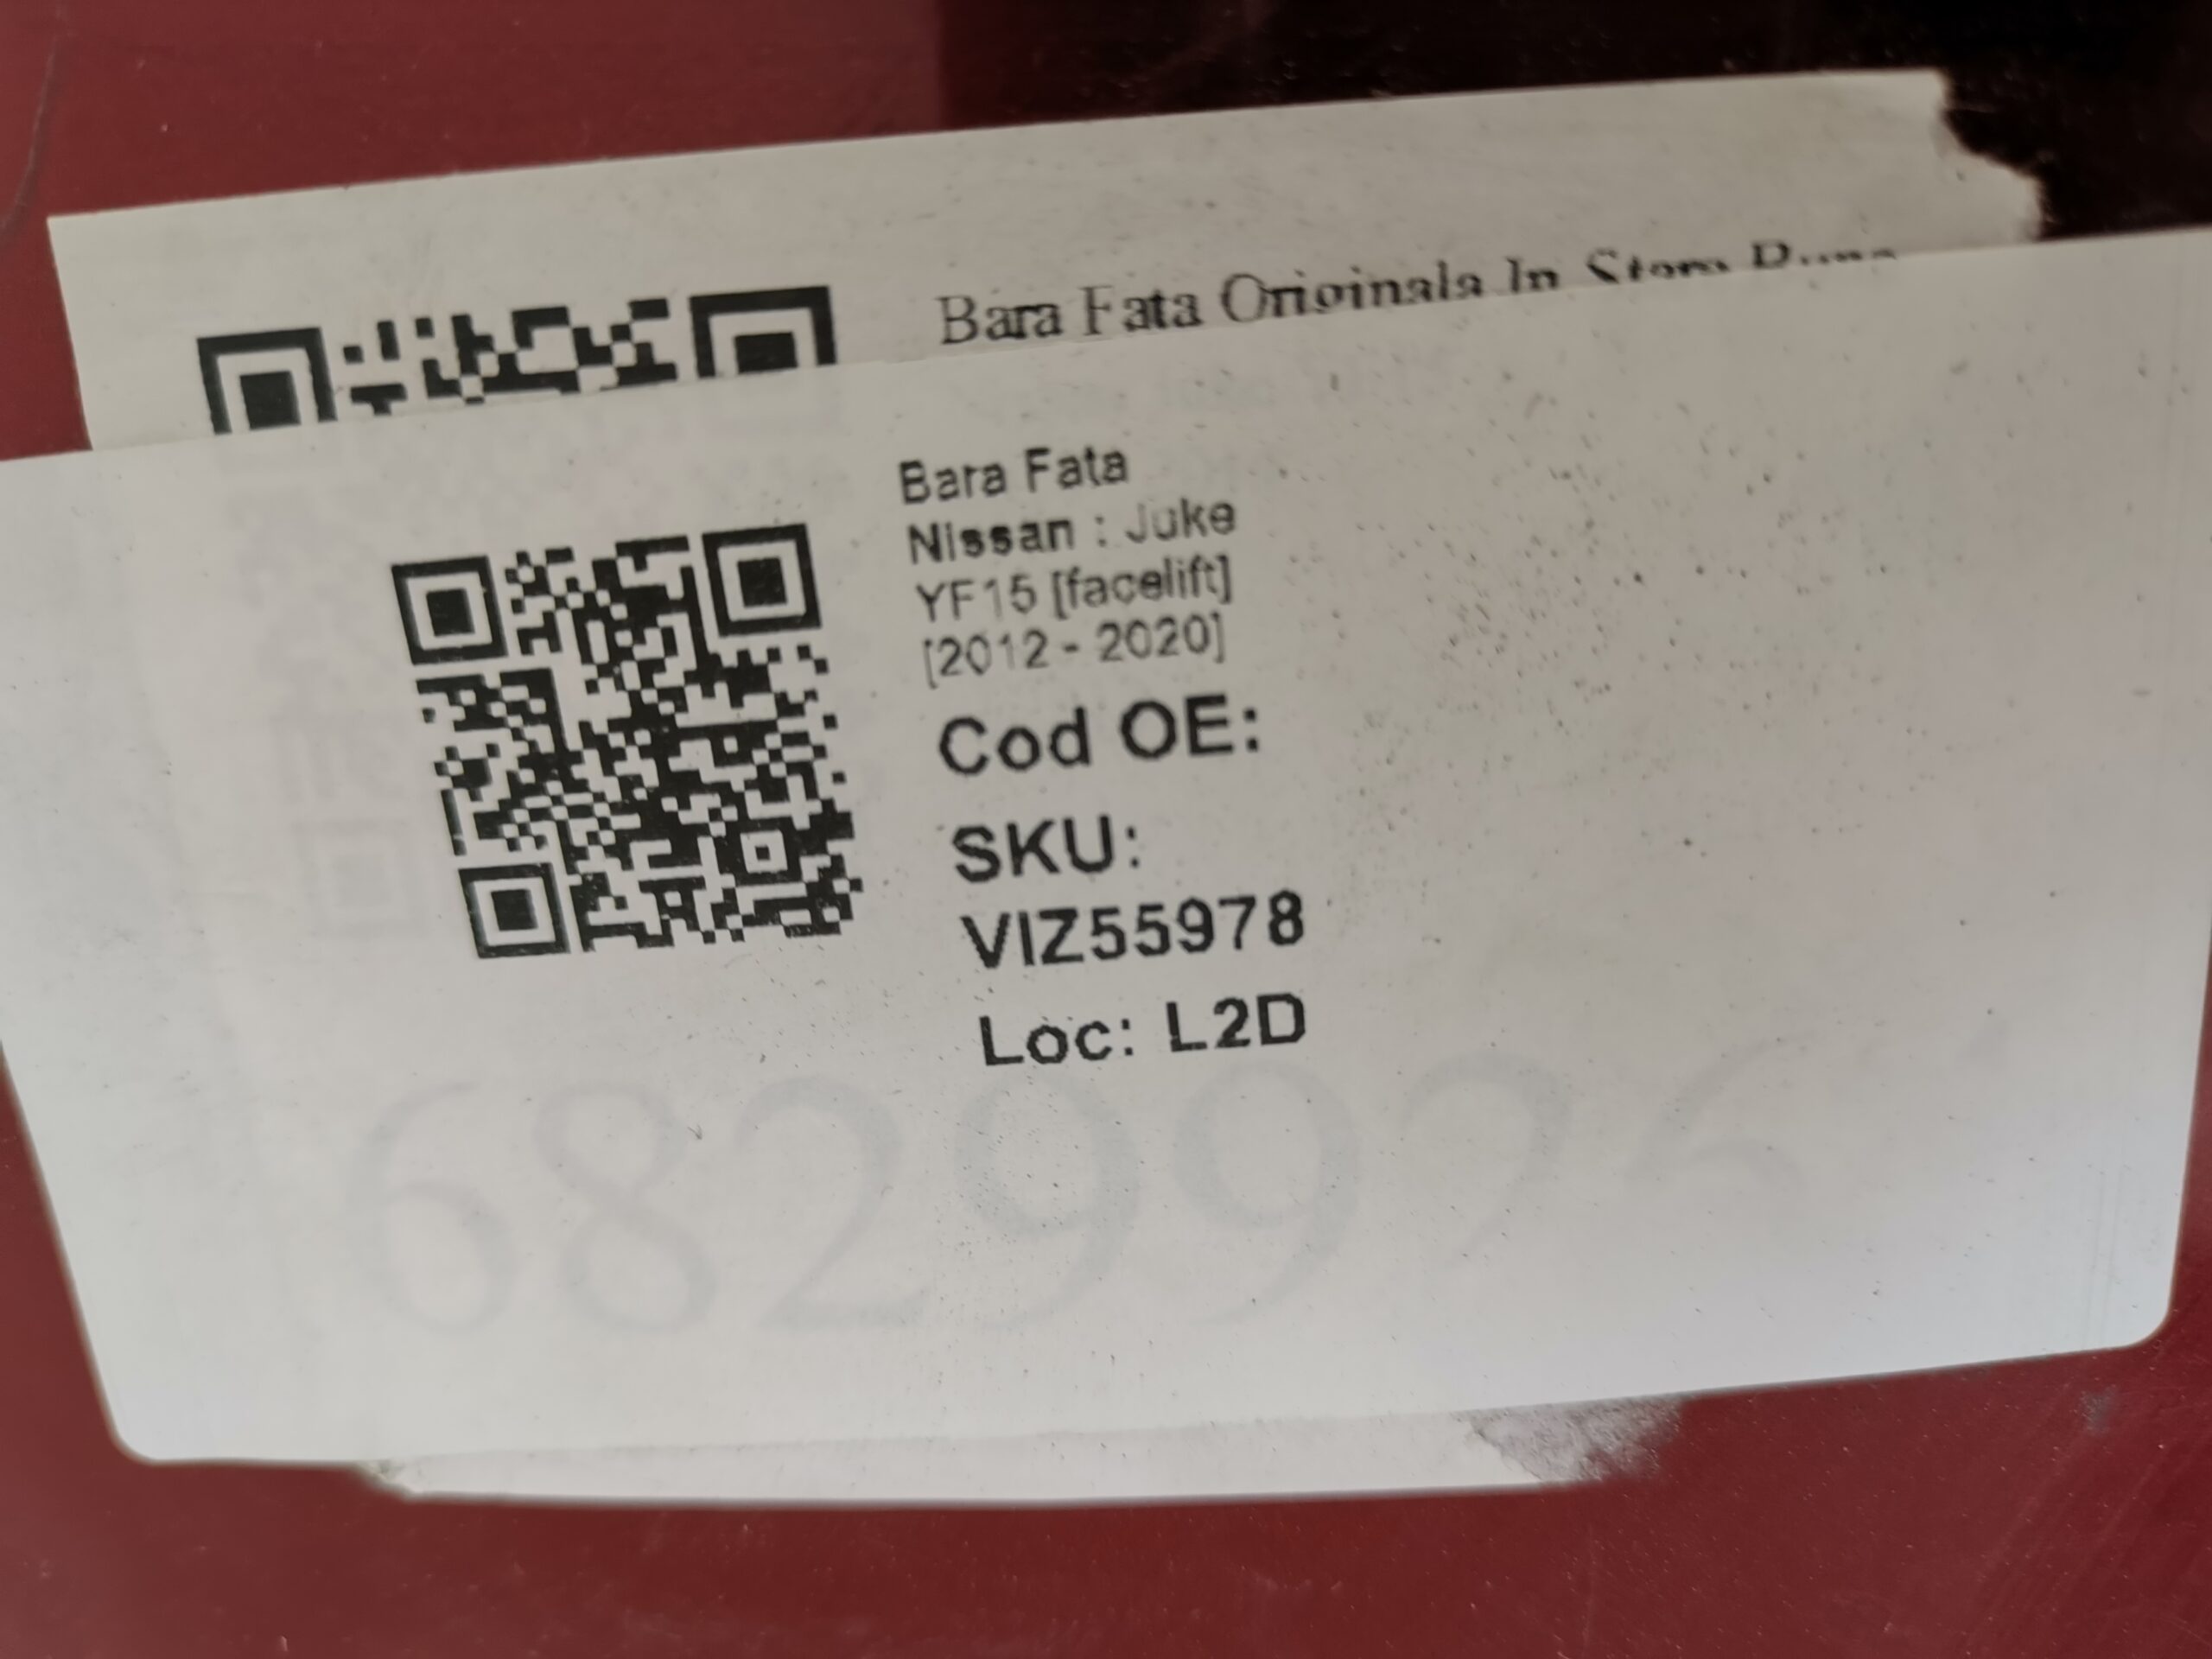 Bara Fata Originala In Stare Buna
Bara Fata
Nissan : Juke
YF15 [facelift]
[2012 - 2020]
Cod OE:
SKU:
VIZ55978
Loc: L2D